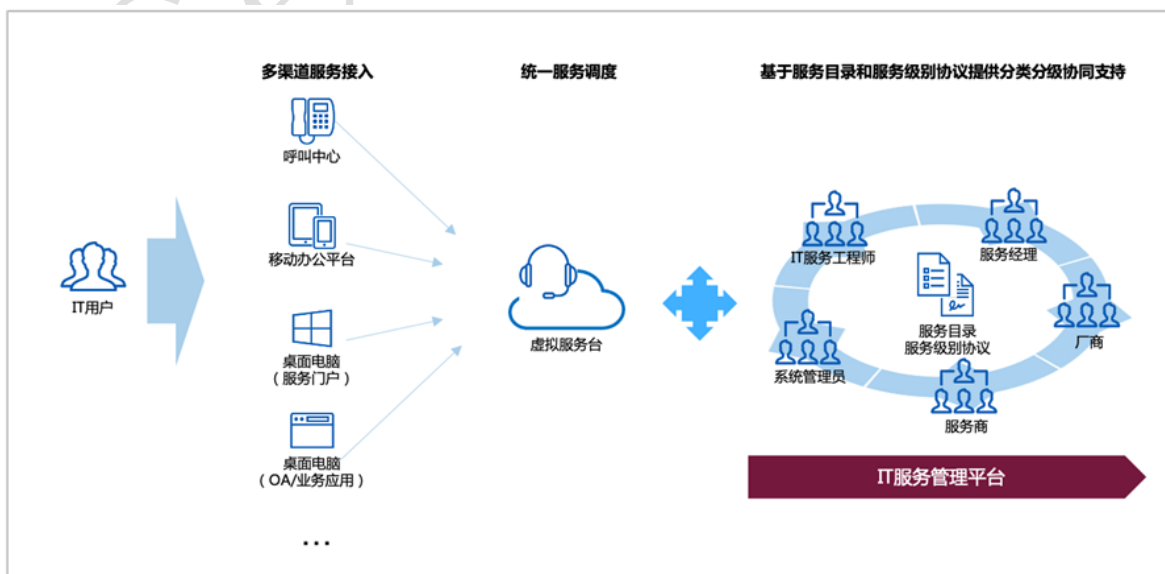 多渠道服务接入
统一服务调度
基于服务目录和服务级别协议提供分类分级协同支持
呼叫中心
移动办公平台
桌面电脑
（服务门户）
桌面电脑
（OA/业务应用）
...
IT用户
虚拟服务台
IT服务工程师
服务经理
厂商
服务商
系统管理员
服务目录
服务级别协议
IT服务管理平台